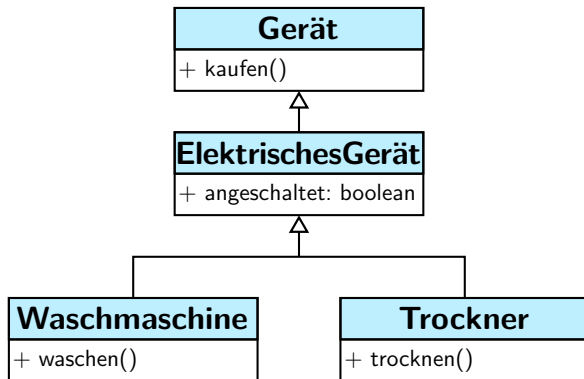 Gerät
+ kaufen()
ElektrischesGerät
+ angeschaltet: boolean
Waschmaschine
+ waschen()
Trockner
+ trocknen()